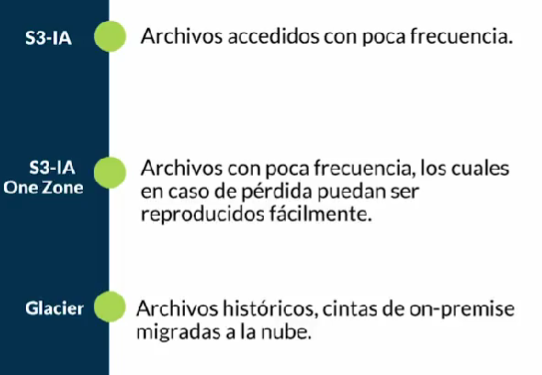 S3-IA
Archivos accedidos con poca frecuencia.
S3-IA
One Zone
Archivos con poca frecuencia, los cuales
en caso de pérdida puedan ser
reproducidos fácilmente.
Glacier
Archivos históricos, cintas de on-premise
migradas a la nube.